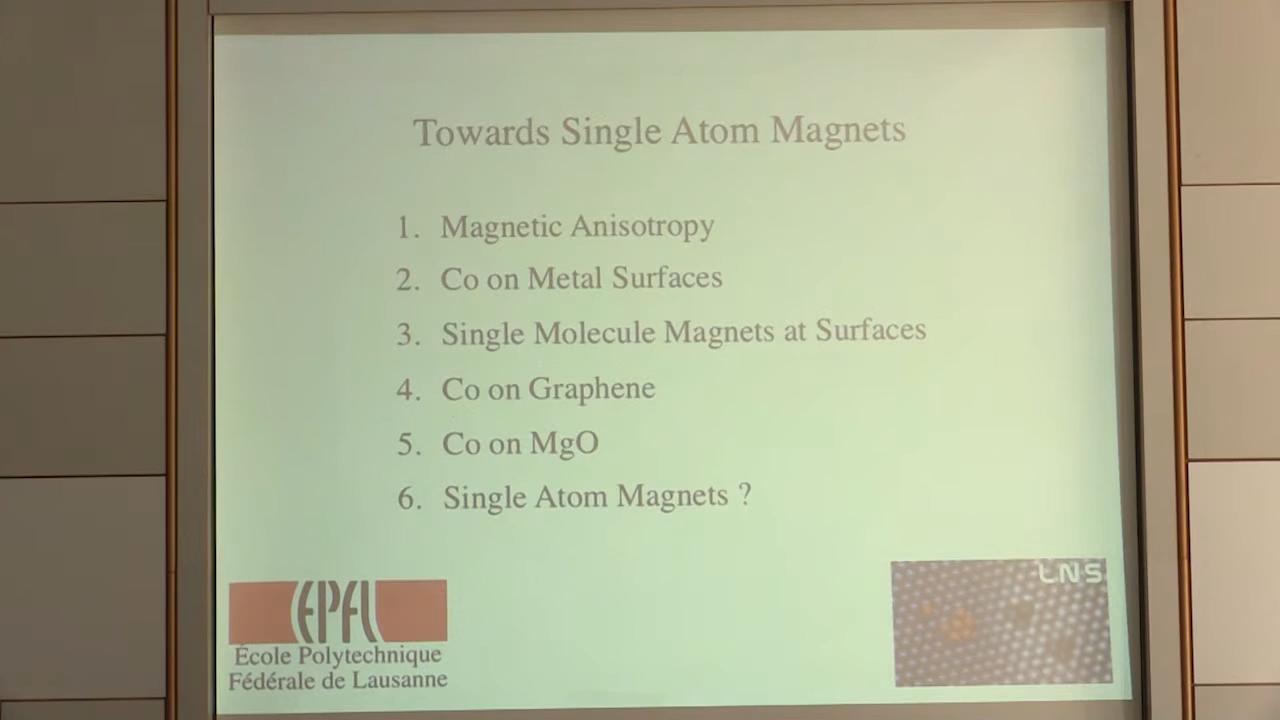 Towards Single Atom Magnets
1. Magnetic Anisotropy
2. Co on Metal Surfaces
3. Single Molecule Magnets at Surfaces
4. Co on Graphene
5. Co on MgO
6. Single Atom Magnets ?
LNS
EPFL
École Polytechnique
Fédérale de Lausanne